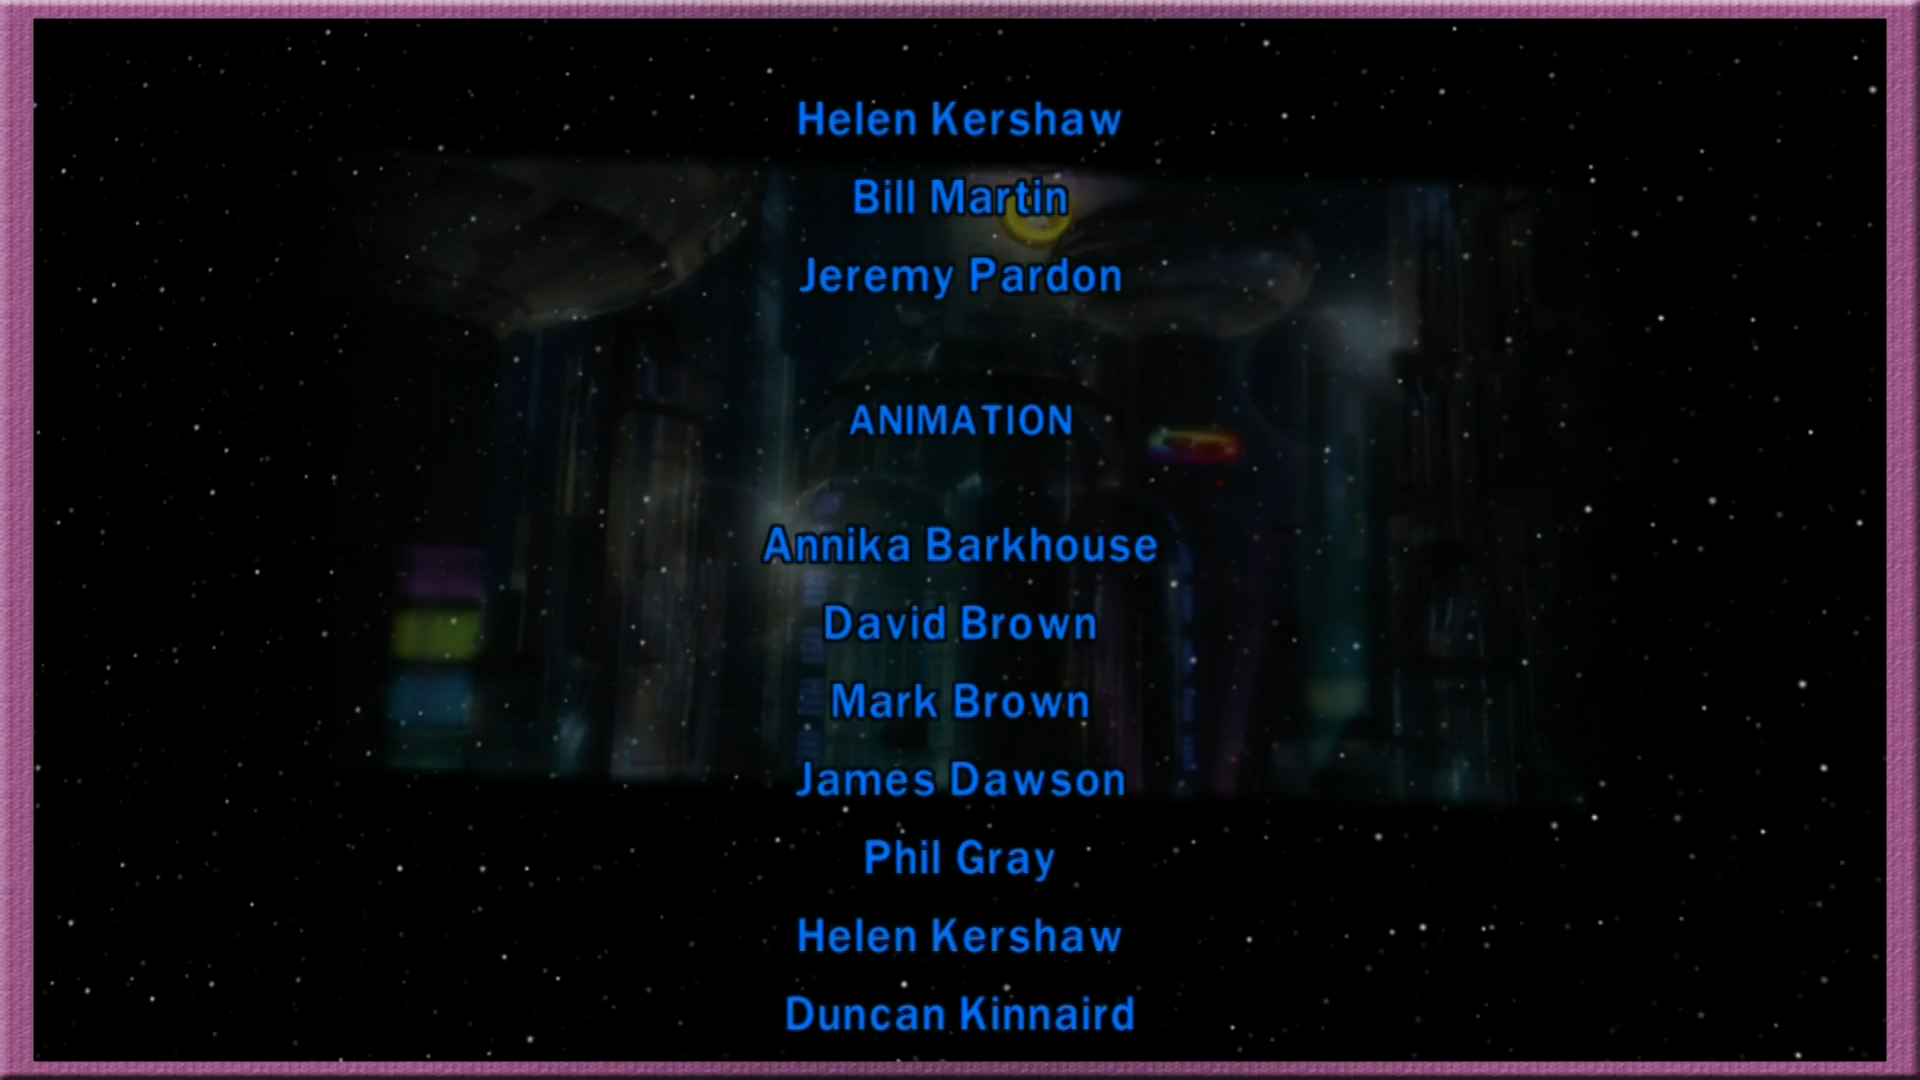 Helen Kershaw
Bill Martin
Jeremy Pardon
ANIMATION
Annika Barkhouse
David Brown
Mark Brown
James Dawson
Phil Gray
Helen Kershaw
Duncan Kinnaird